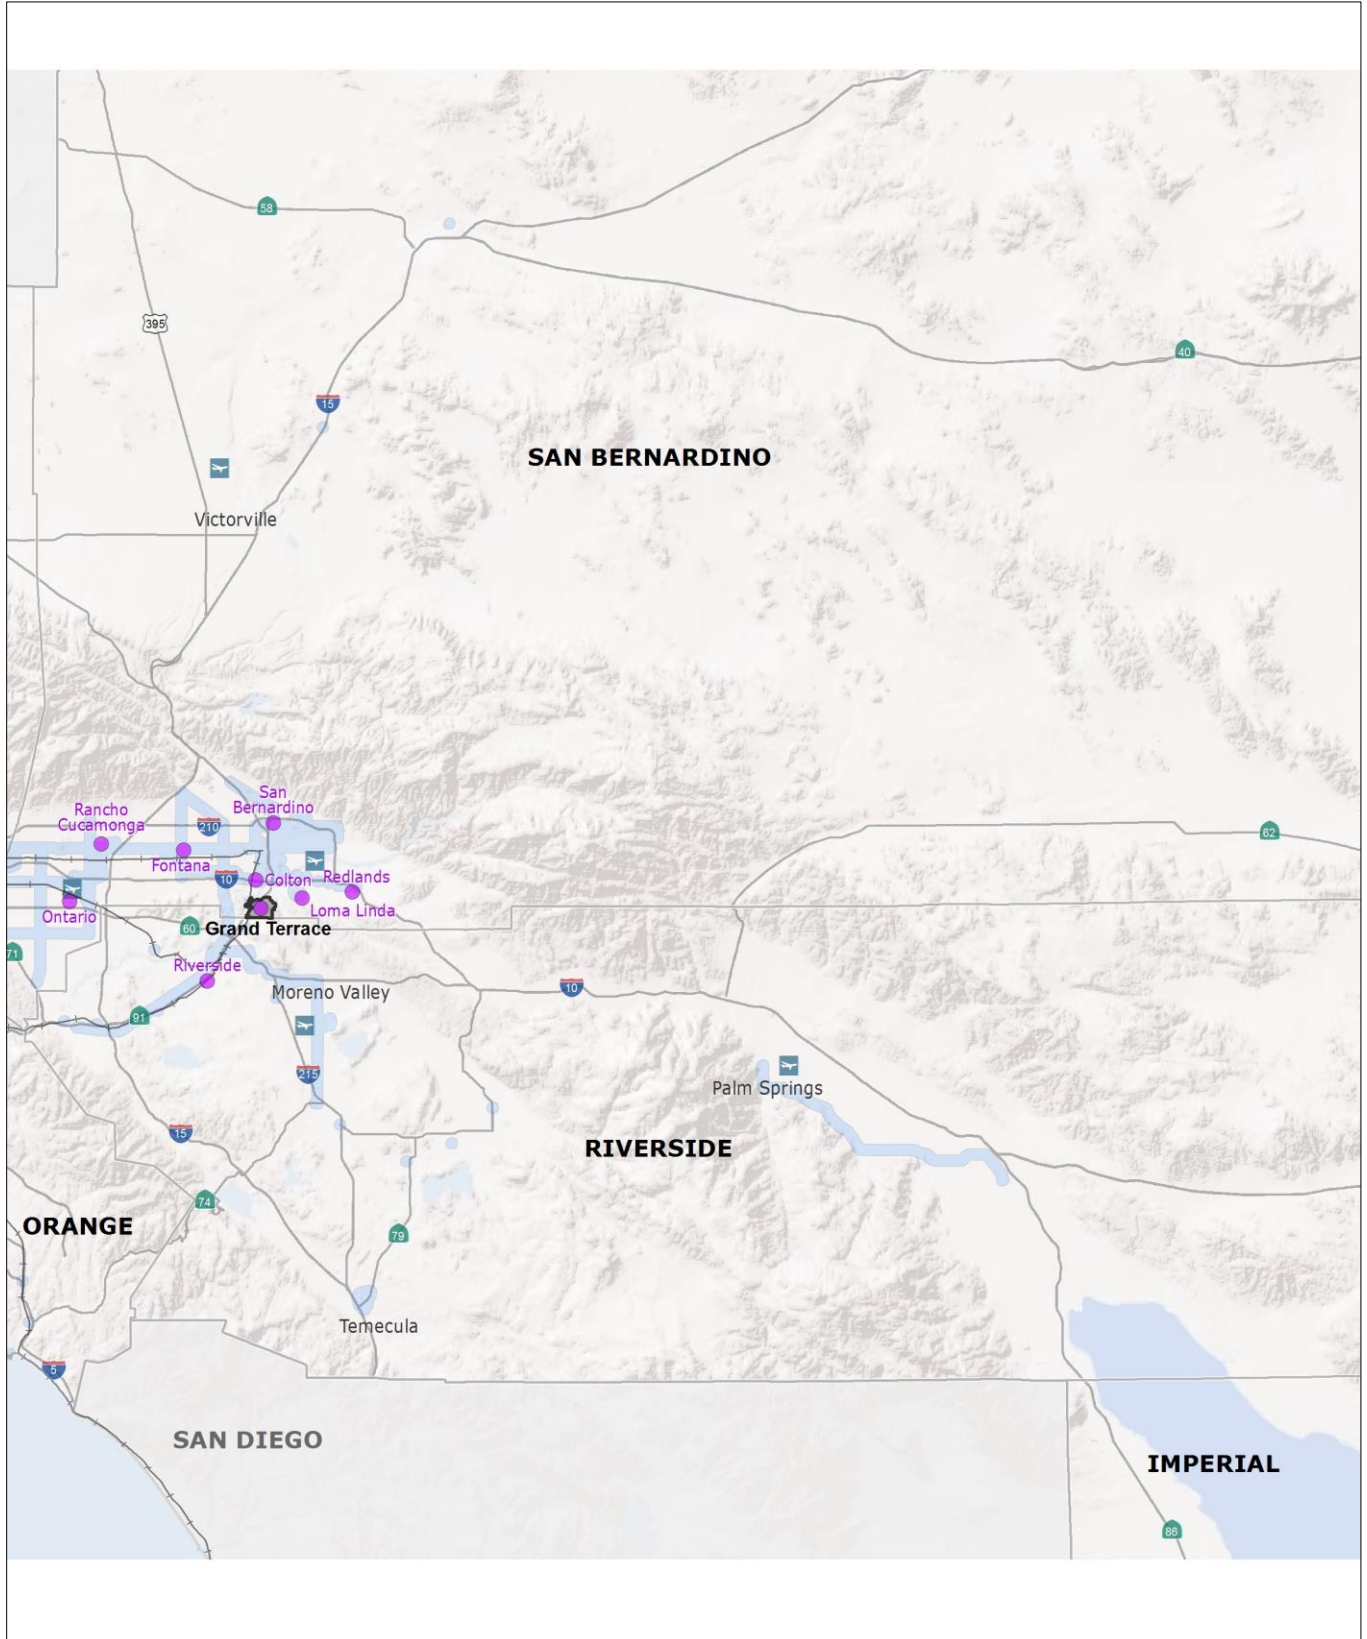 58
395
40
15
SAN BERNARDINO
Victorville
San
Bernardino
Rancho
Cucamonga
210
62
Fontana
10
Colton
Redlands
Loma Linda
Ontario
60
Grand Terrace
71
Riverside
10
Moreno Valley
91
215
Palm Springs
15
RIVERSIDE
74
ORANGE
79
Temecula
5
SAN DIEGO
IMPERIAL
86